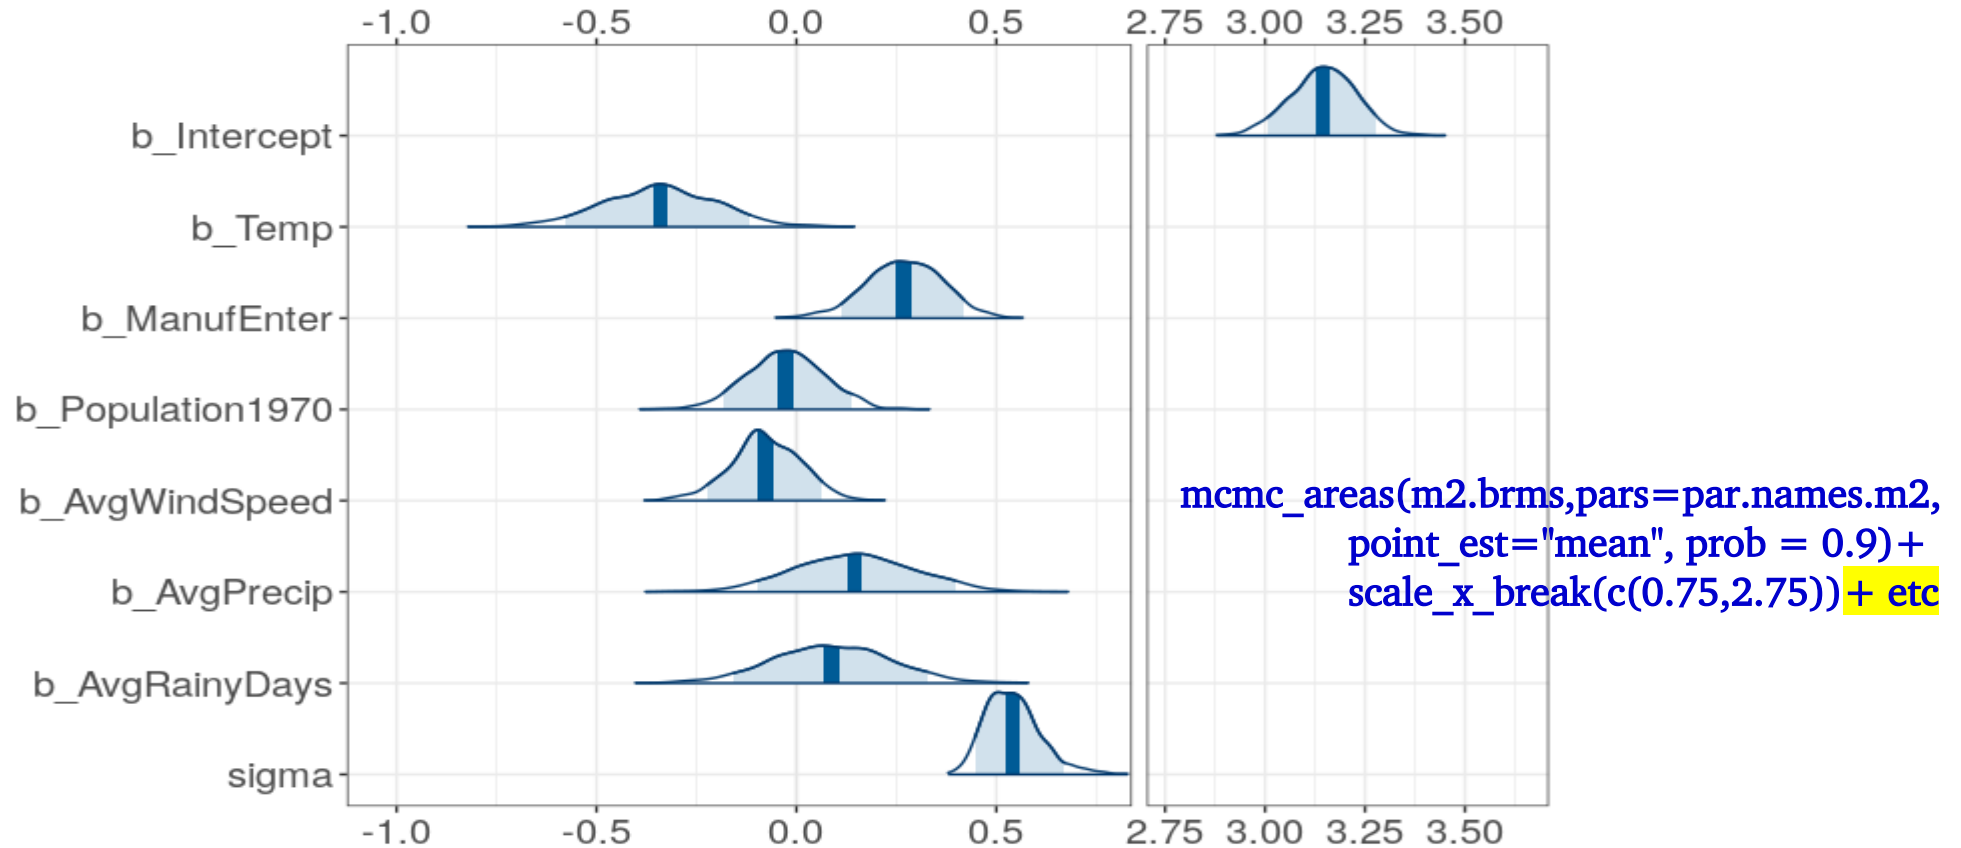 -1.0 -0.5 0.0 0.5 2.75 3.00 3.25 3.50
b_Intercept
b_Temp
b_ManufEnter
b_Population1970
b_AvgWindSpeed
mcmc_areas(m2.brms,pars=par.names.m2,
point_est="mean", prob = 0.9)+
b_AvgPrecip
scale_x_break(c(0.75,2.75))+ etc
b_AvgRainyDays
sigma
-1.0 -0.5 0.0 0.5 2.75 3.00 3.25 3.50